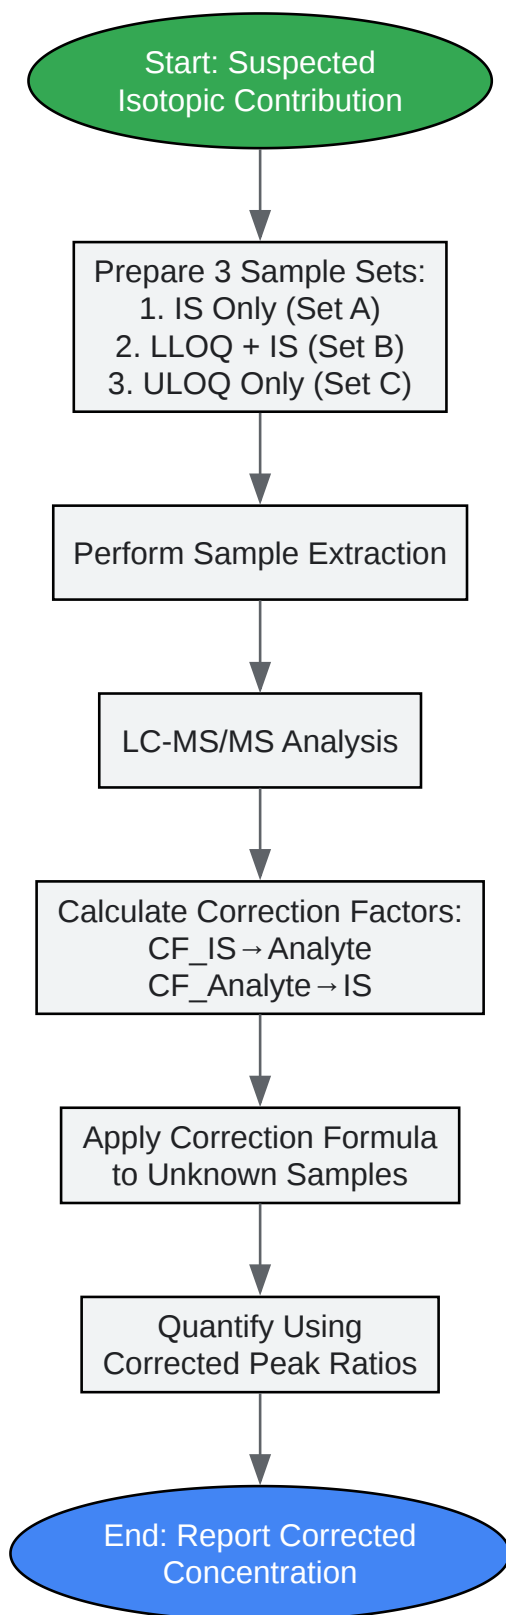 Start: Suspected
Isotopic Contribution
Prepare 3 Sample Sets:
1. IS Only (Set A)
2. LLOQ + IS (Set B)
3. ULOQ Only (Set C)
Perform Sample Extraction
LC-MS/MS Analysis
Calculate Correction Factors:
CF_IS→Analyte
CF_Analyte→IS
Apply Correction Formula
to Unknown Samples
Quantify Using
Corrected Peak Ratios
End: Report Corrected
Concentration